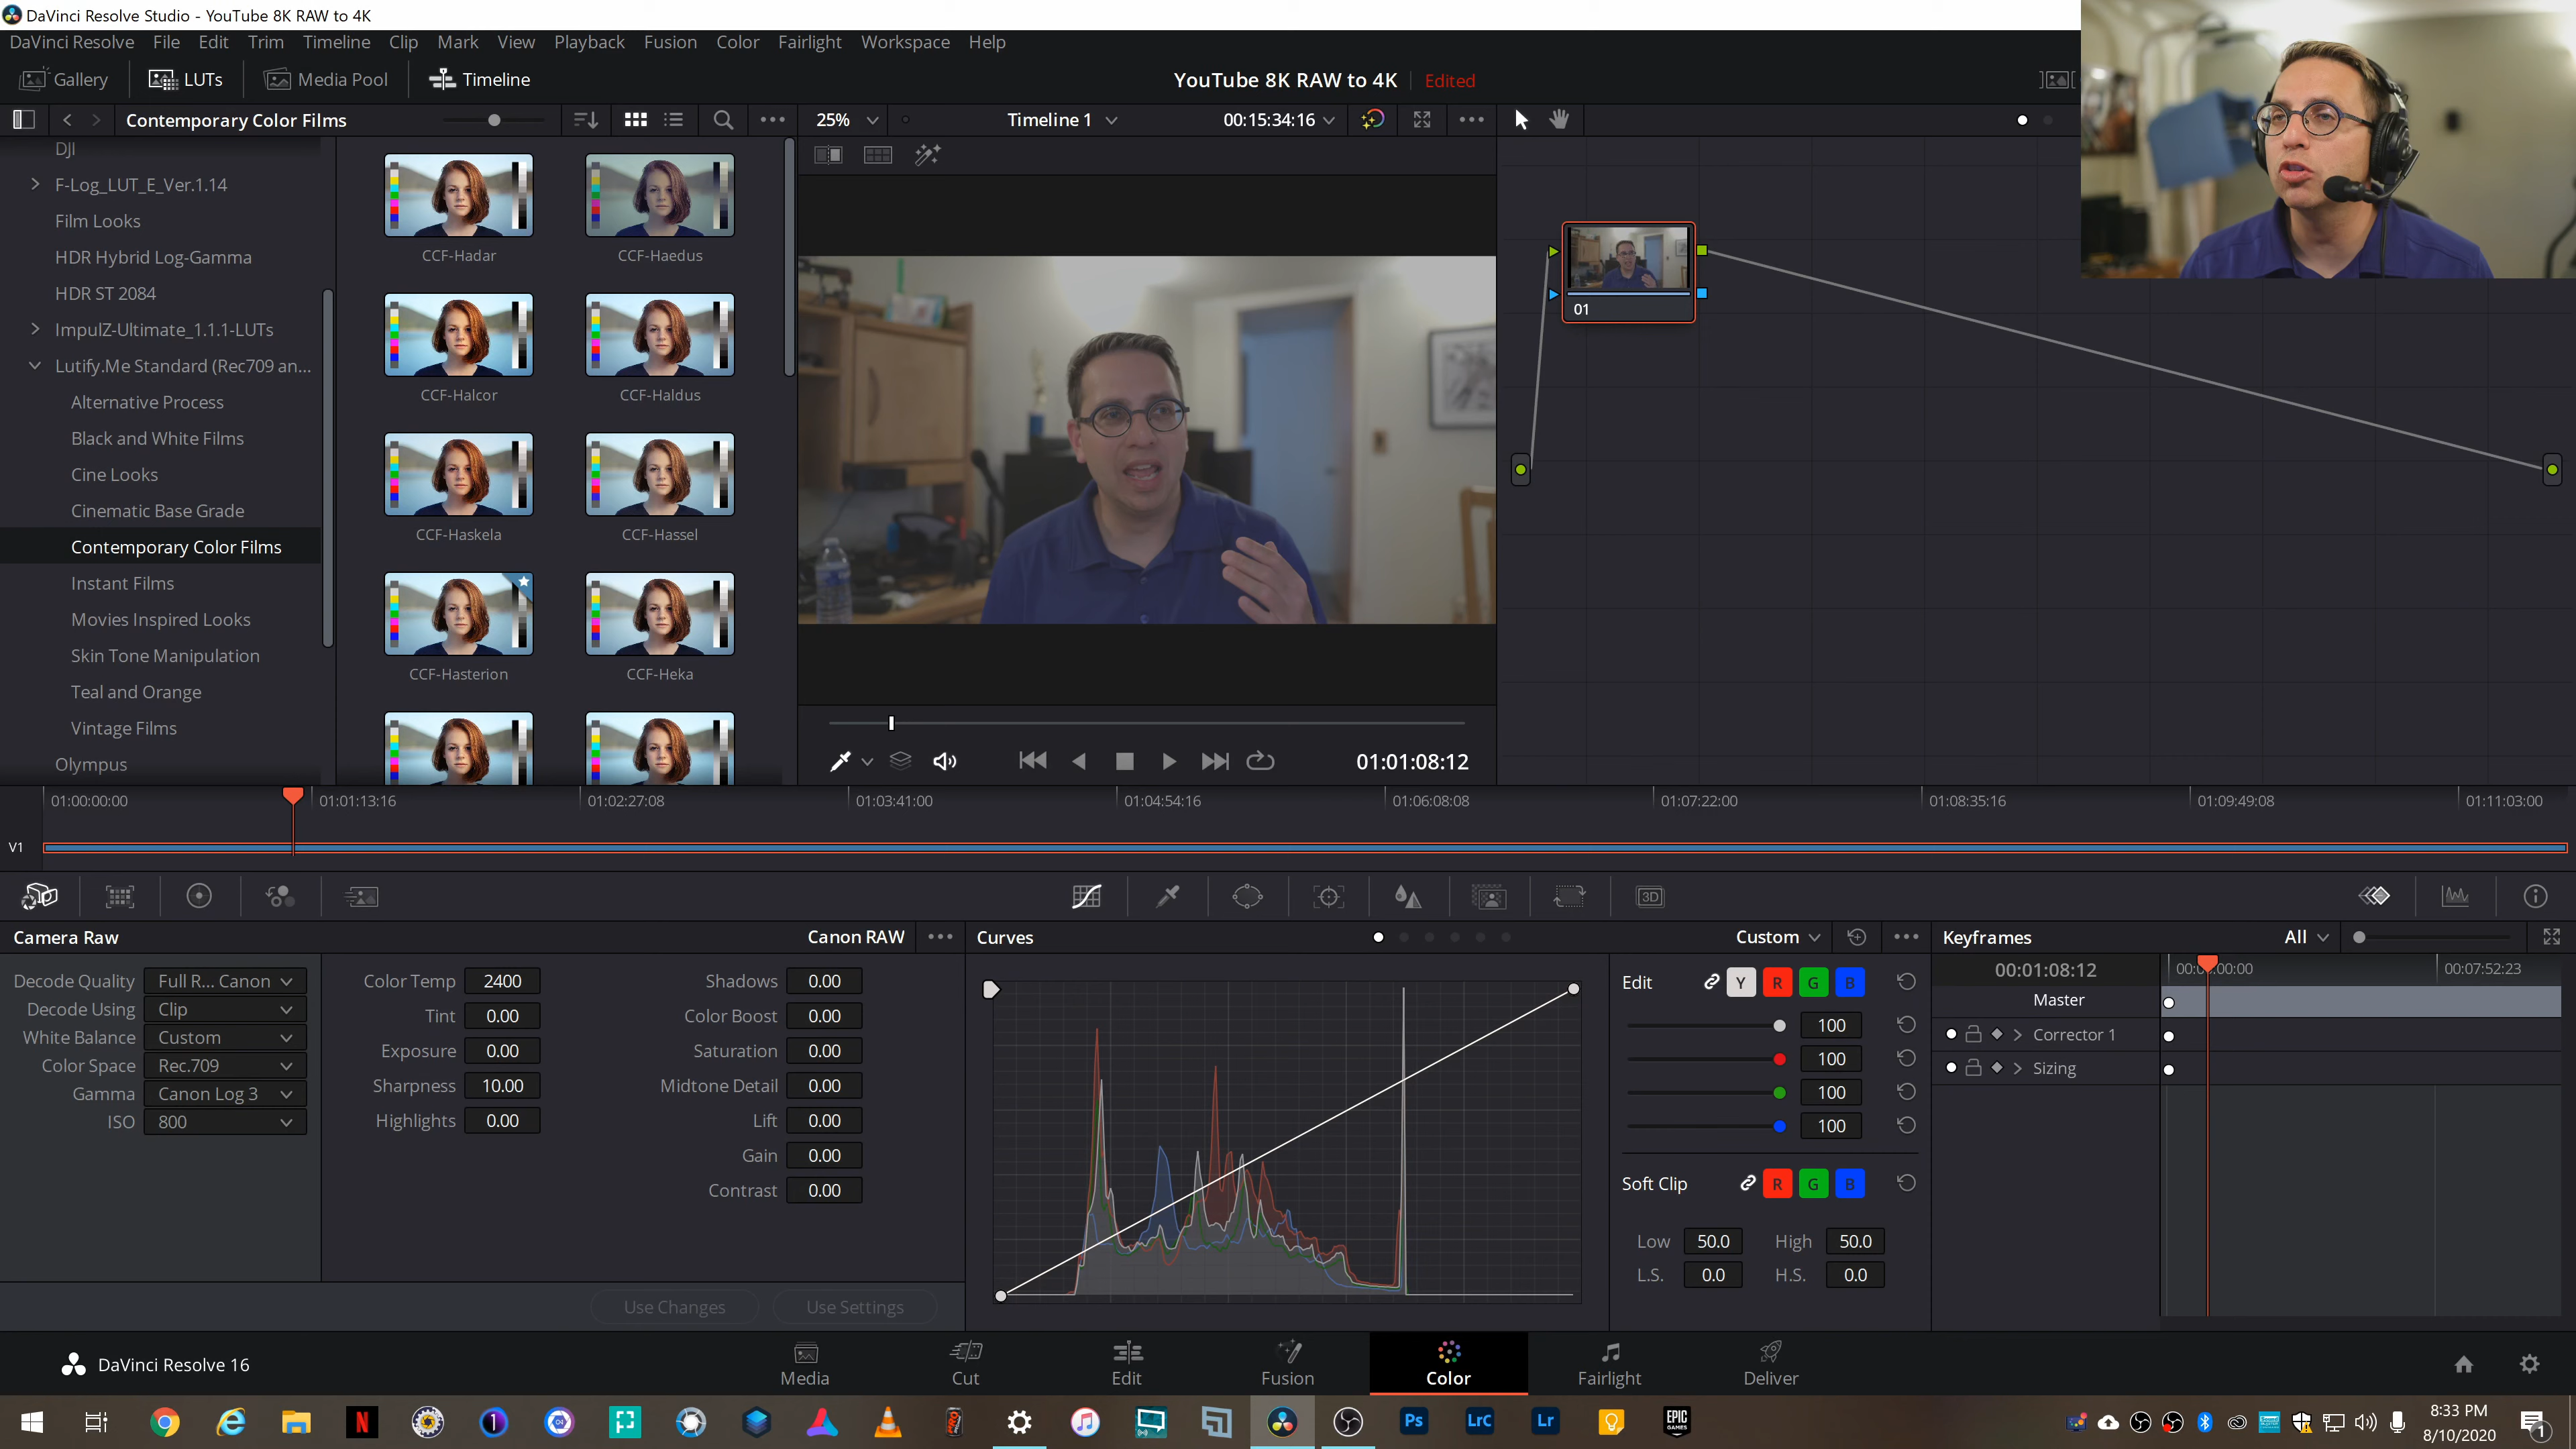 DaVinci Resolve Studio - YouTube 8K RAW to 4K
DaVinci Resolve File Edit Trim Timeline Clip Mark View Playback Fusion Color Fairlight Workspace Help
Gallery LUTs Media Pool Timeline YouTube 8K RAW to 4K Edited
Contemporary Color Films 25% Timeline 1 00:15:34:16
DJI
F-Log_LUT_E_Ver.1.14
Film Looks
HDR Hybrid Log-Gamma
HDR ST 2084
ImpulZ-Ultimate_1.1.1-LUTs
Lutify.Me Standard (Rec709 an...
Alternative Process
Black and White Films
Cine Looks
Cinematic Base Grade
Contemporary Color Films
Instant Films
Movies Inspired Looks
Skin Tone Manipulation
Teal and Orange
Vintage Films
Olympus
CCF-Hadar CCF-Haedus
CCF-Halcor CCF-Haldus
CCF-Haskela CCF-Hassel
CCF-Hasterion CCF-Heka
01:01:08:12
01
01:00:00:00 01:01:13:16 01:02:27:08 01:03:41:00 01:04:54:16 01:06:08:08 01:07:22:00 01:08:35:16 01:09:49:08 01:11:03:00
V1
3D
Camera Raw Canon RAW
Decode Quality Full R... Canon
Decode Using Clip
White Balance Custom
Color Space Rec.709
Gamma Canon Log 3
ISO 800
Color Temp 2400
Tint 0.00
Exposure 0.00
Sharpness 10.00
Highlights 0.00
Shadows 0.00
Color Boost 0.00
Saturation 0.00
Midtone Detail 0.00
Lift 0.00
Gain 0.00
Contrast 0.00
Use Changes Use Settings
Curves Custom
Edit Y R G B
100
100
100
100
Soft Clip R G B
Low 50.0 High 50.0
L.S. 0.0 H.S. 0.0
Keyframes All
00:01:08:12 00:00:00:00 00:07:52:23
Master
Corrector 1
Sizing
DaVinci Resolve 16 Media Cut Edit Fusion Color Fairlight Deliver
N Ps LrC Lr EPIC GAMES
8:33 PM
8/10/2020
1